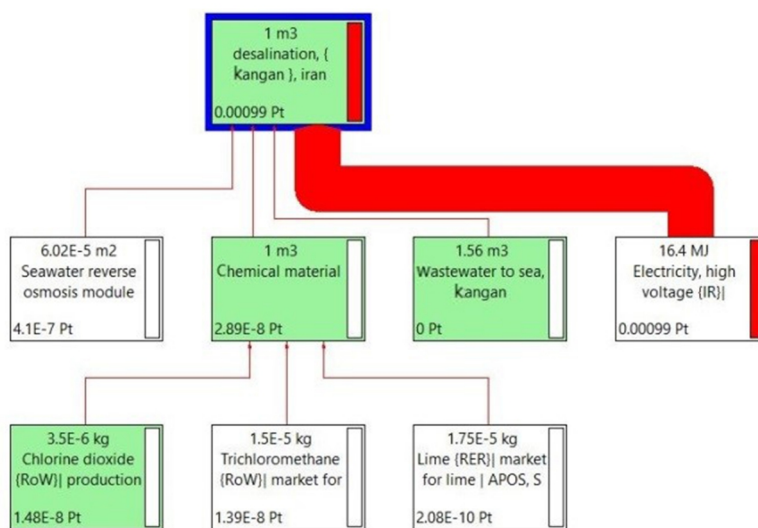 1 m3
desalination, {
kangan }, iran
0.00099 Pt
6.02E-5 m2
Seawater reverse
osmosis module
4.1E-7 Pt
1 m3
Chemical material
2.89E-8 Pt
1.56 m3
Wastewater to sea,
kangan
0 Pt
16.4 MJ
Electricity, high
voltage {IR}|
0.00099 Pt
3.5E-6 kg
Chlorine dioxide
{RoW}| production
1.48E-8 Pt
1.5E-5 kg
Trichloromethane
{RoW}| market for
1.39E-8 Pt
1.75E-5 kg
Lime {RER}| market
for lime | APOS, S
2.08E-10 Pt